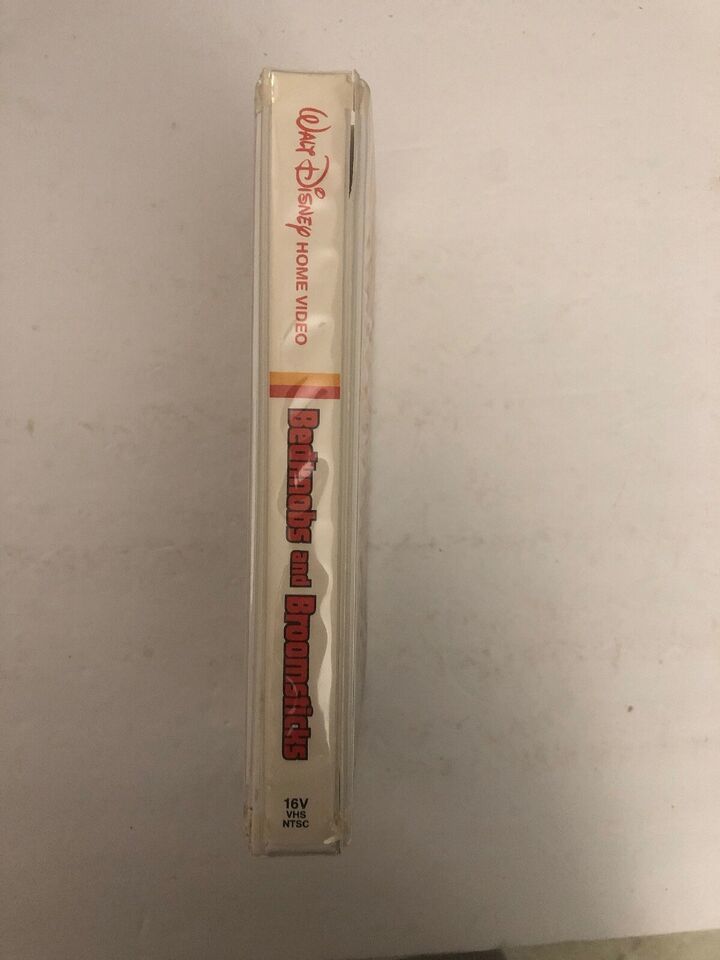 WALT DISNEY HOME VIDEO
Bedknobs and Broomsticks
16V
VHS
NTSC